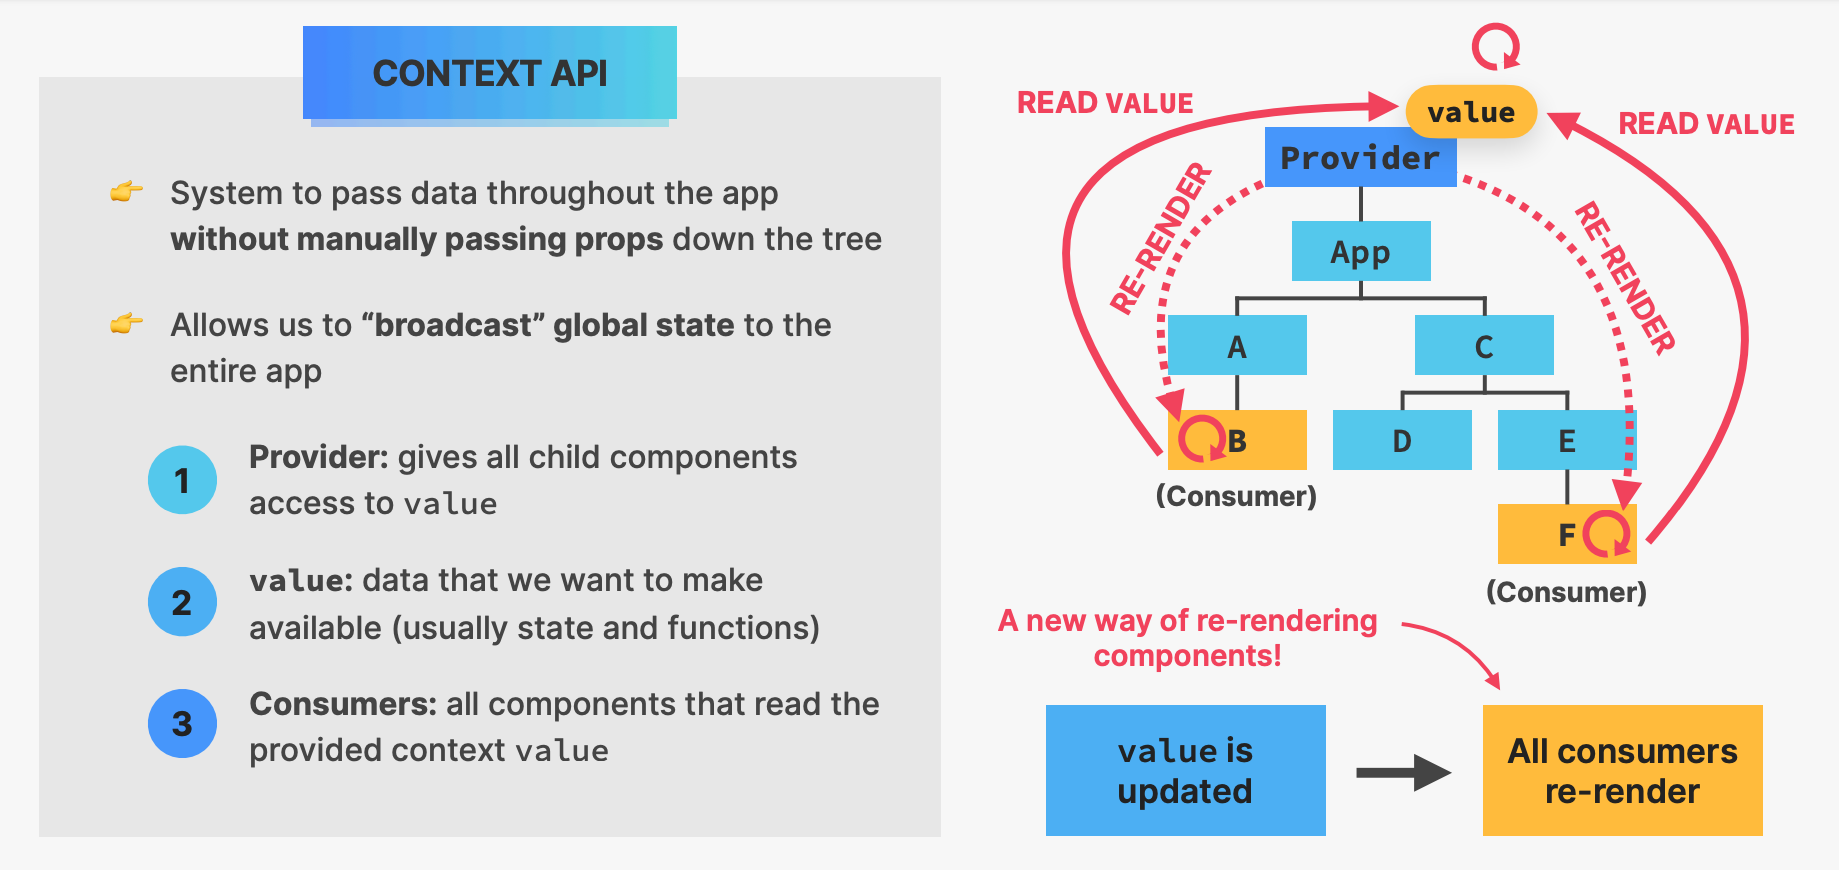 CONTEXT API
System to pass data throughout the app
without manually passing props down the tree
Allows us to “broadcast” global state to the
entire app
1
Provider: gives all child components
access to value
2
value: data that we want to make
available (usually state and functions)
3
Consumers: all components that read the
provided context value
READ VALUE
value
READ VALUE
Provider
RE-RENDER
RE-RENDER
App
A
C
B
D
E
(Consumer)
F
(Consumer)
A new way of re-rendering
components!
value is
updated
All consumers
re-render